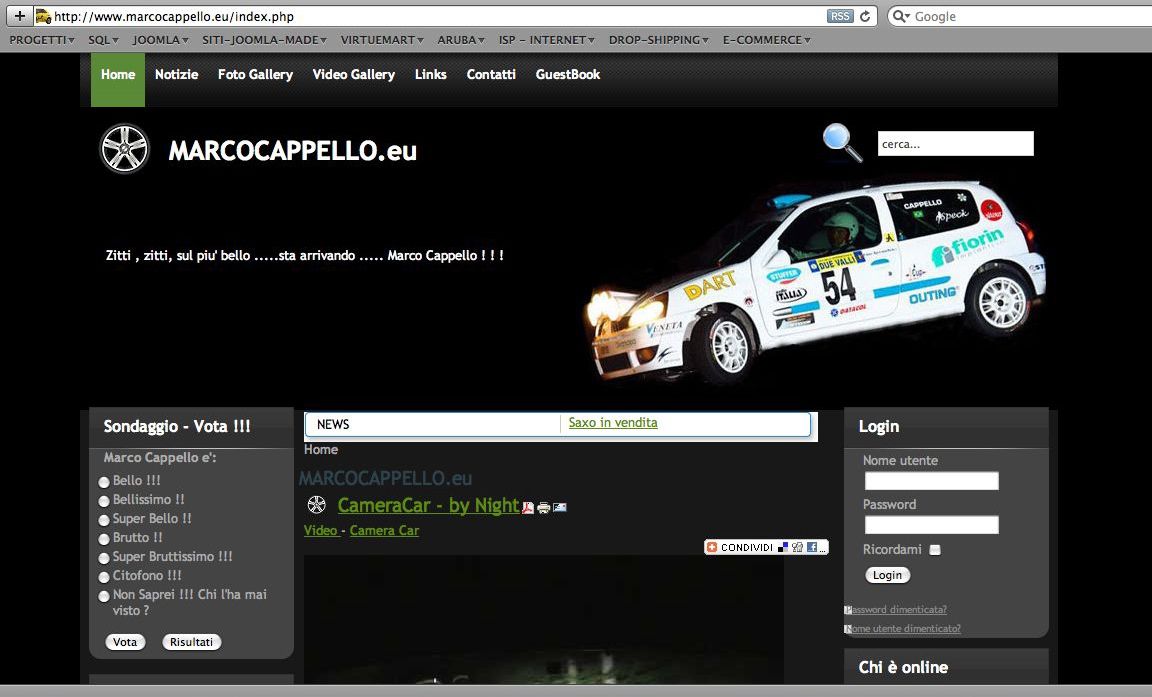 http://www.marcocappello.eu/index.php RSS Google
PROGETTI SQL JOOMLA SITI-JOOMLA-MADE VIRTUEMART ARUBA ISP - INTERNET DROP-SHIPPING E-COMMERCE
Home Notizie Foto Gallery Video Gallery Links Contatti GuestBook
MARCOCAPPELLO.eu
cerca...
Zitti , zitti, sul piu' bello .....sta arrivando ..... Marco Cappello ! ! !
CAPPELLO
Speck
fiorin
DUE VALLI
54
STUFFER
ITALIA
DART
OUTING
DATACOL
VENETA
Sondaggio - Vota !!!
Marco Cappello e':
Bello !!!
Bellissimo !!
Super Bello !!
Brutto !!
Super Bruttissimo !!!
Citofono !!!
Non Saprei !!! Chi l'ha mai
visto ?
Vota Risultati
NEWS Saxo in vendita
Home
MARCOCAPPELLO.eu
CameraCar - by Night
Video - Camera Car
CONDIVIDI ...
Login
Nome utente
Password
Ricordami
Login
Password dimenticata?
Nome utente dimenticato?
Chi è online